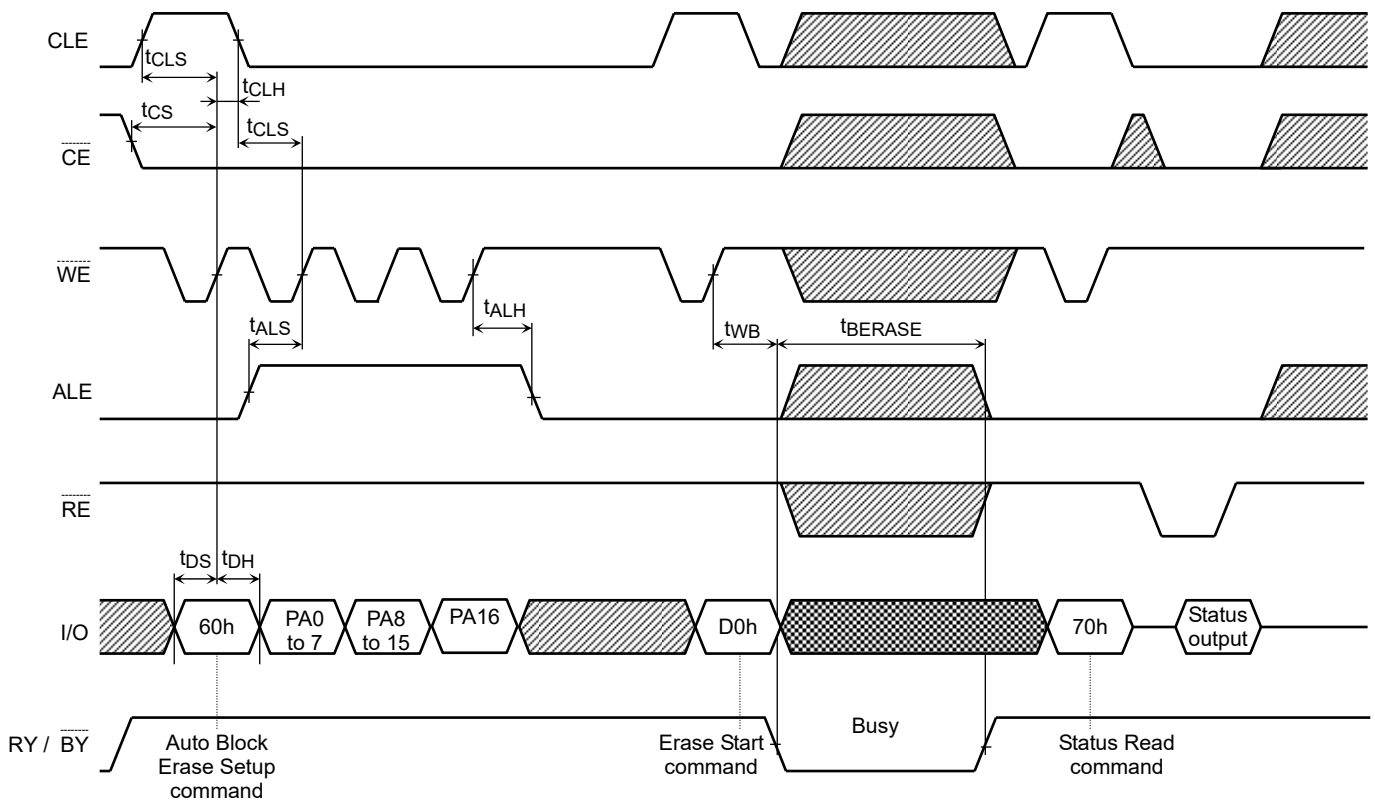 CLE
tCLS
tCLH
tCS
tCLS
CE
WE
tALS
tALH
tWB
tBERASE
ALE
RE
tDS
tDH
I/O
60h
PA0
to 7
PA8
to 15
PA16
D0h
70h
Status
output
RY / BY
Busy
Auto Block
Erase Setup
command
Erase Start
command
Status Read
command